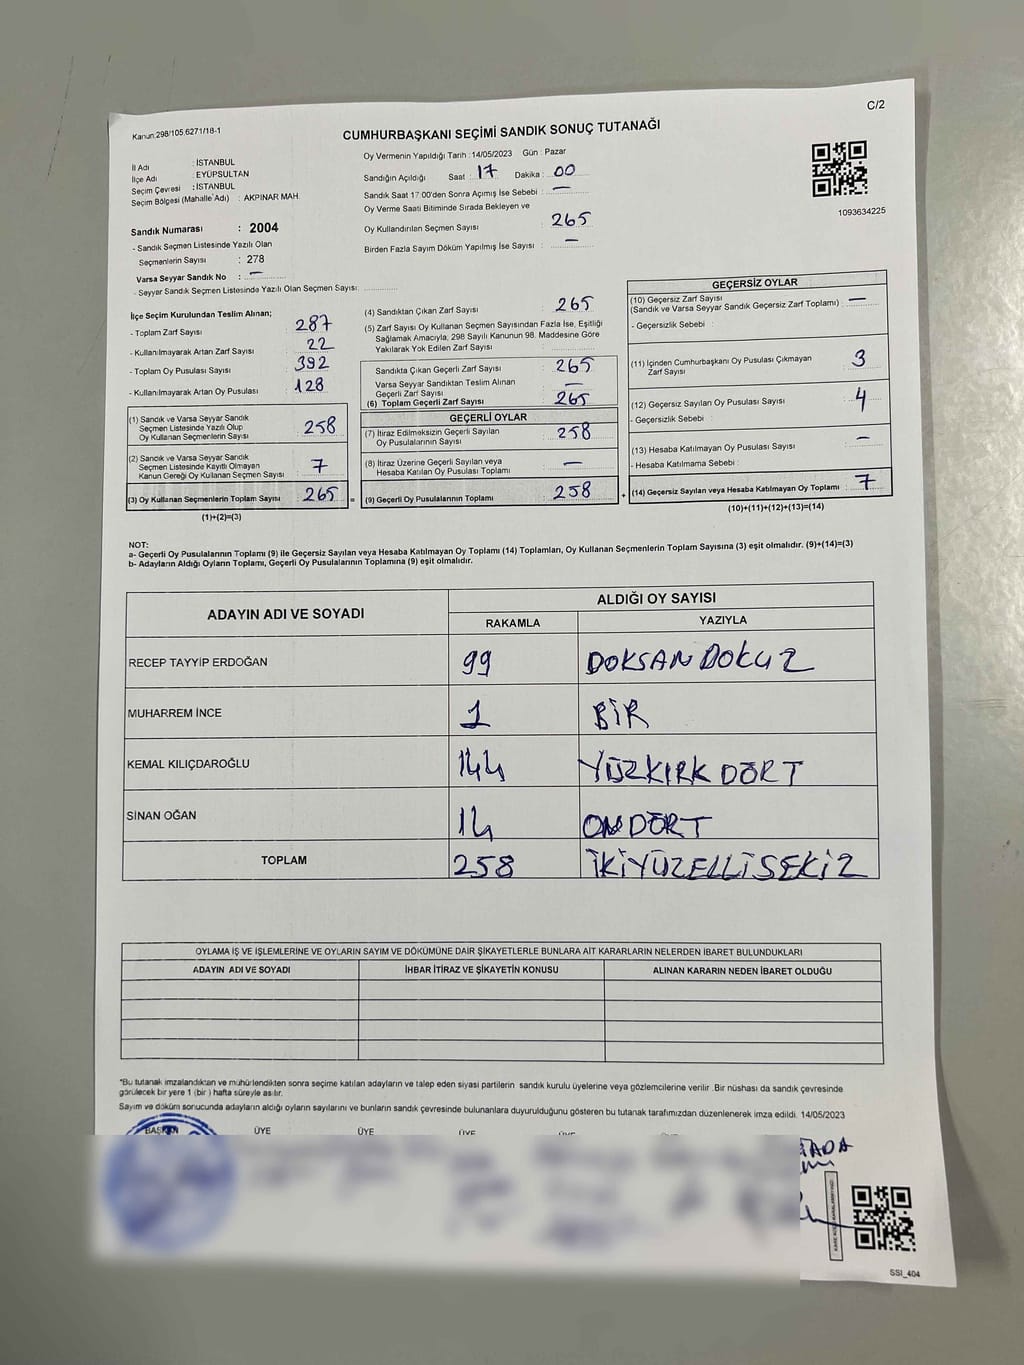 C/2
Kanun 298/105,6271/18-1
CUMHURBAŞKANI SEÇİMİ SANDIK SONUÇ TUTANAĞI
İl Adı : İSTANBUL
İlçe Adı : EYÜPSULTAN
Seçim Çevresi : İSTANBUL
Seçim Bölgesi (Mahalle Adı) : AKPINAR MAH.
Sandık Numarası : 2004
- Sandık Seçmen Listesinde Yazılı Olan
Seçmenlerin Sayısı : 278
Varsa Seyyar Sandık No : —
- Seyyar Sandık Seçmen Listesinde Yazılı Olan Seçmen Sayısı:
Oy Vermenin Yapıldığı Tarih : 14/05/2023 Gün : Pazar
Sandığın Açıldığı Saat : 17 Dakika : 00
Sandık Saat 17:00'den Sonra Açımış İse Sebebi : —
Oy Verme Saati Bitiminde Sırada Bekleyen ve
Oy Kullandırılan Seçmen Sayısı : 265
Birden Fazla Sayım Döküm Yapılmış İse Sayısı : —
1093634225
İlçe Seçim Kurulundan Teslim Alınan;
- Toplam Zarf Sayısı : 287
- Kullanılmayarak Artan Zarf Sayısı : 22
- Toplam Oy Pusulası Sayısı : 392
- Kullanılmayarak Artan Oy Pusulası : 128
(1) Sandık ve Varsa Seyyar Sandık
Seçmen Listesinde Yazılı Olup
Oy Kullanan Seçmenlerin Sayısı : 258
(2) Sandık ve Varsa Seyyar Sandık
Seçmen Listesinde Kayıtlı Olmayan
Kanun Gereği Oy Kullanan Seçmen Sayısı : 7
(3) Oy Kullanan Seçmenlerin Toplam Sayısı : 265 =
(1)+(2)=(3)
(4) Sandıktan Çıkan Zarf Sayısı : 265
(5) Zarf Sayısı Oy Kullanan Seçmen Sayısından Fazla İse, Eşitliği
Sağlamak Amacıyla, 298 Sayılı Kanunun 98. Maddesine Göre
Yakılarak Yok Edilen Zarf Sayısı :
Sandıkta Çıkan Geçerli Zarf Sayısı : 265
Varsa Seyyar Sandıktan Teslim Alınan
Geçerli Zarf Sayısı : —
(6) Toplam Geçerli Zarf Sayısı : 265
GEÇERLİ OYLAR
(7) İtiraz Edilmeksizin Geçerli Sayılan
Oy Pusulalarının Sayısı : 258
(8) İtiraz Üzerine Geçerli Sayılan veya
Hesaba Katılan Oy Pusulası Toplamı : —
(9) Geçerli Oy Pusulalarının Toplamı : 258 +
GEÇERSİZ OYLAR
(10) Geçersiz Zarf Sayısı : —
(Sandık ve Varsa Seyyar Sandık Geçersiz Zarf Toplamı)
- Geçersizlik Sebebi :
(11) İçinden Cumhurbaşkanı Oy Pusulası Çıkmayan
Zarf Sayısı : 3
(12) Geçersiz Sayılan Oy Pusulası Sayısı : 4
- Geçersizlik Sebebi :
(13) Hesaba Katılmayan Oy Pusulası Sayısı : —
- Hesaba Katılmama Sebebi :
(14) Geçersiz Sayılan veya Hesaba Katılmayan Oy Toplamı : 7
(10)+(11)+(12)+(13)=(14)
NOT:
a- Geçerli Oy Pusulalarının Toplamı (9) ile Geçersiz Sayılan veya Hesaba Katılmayan Oy Toplamı (14) Toplamları, Oy Kullanan Seçmenlerin Toplam Sayısına (3) eşit olmalıdır. (9)+(14)=(3)
b- Adayların Aldığı Oyların Toplamı, Geçerli Oy Pusulalarının Toplamına (9) eşit olmalıdır.
ADAYIN ADI VE SOYADI ALDIĞI OY SAYISI
RAKAMLA YAZIYLA
RECEP TAYYİP ERDOĞAN 99 DOKSANDOKUZ
MUHARREM İNCE 1 BİR
KEMAL KILIÇDAROĞLU 144 YÜZKIRK DÖRT
SİNAN OĞAN 14 ONDÖRT
TOPLAM 258 İKİYÜZELLİSEKİZ
OYLAMA İŞ VE İŞLEMLERİNE VE OYLARIN SAYIM VE DÖKÜMÜNE DAİR ŞİKAYETLERLE BUNLARA AİT KARARLARIN NELERDEN İBARET BULUNDUKLARI
ADAYIN ADI VE SOYADI İHBAR İTİRAZ VE ŞİKAYETİN KONUSU ALINAN KARARIN NEDEN İBARET OLDUĞU
"Bu tutanak imzalandıktan ve mühürlendikten sonra seçime katılan adayların ve talep eden siyasi partilerin sandık kurulu üyelerine veya gözlemcilerine verilir .Bir nüshası da sandık çevresinde
görülecek bir yere 1 (bir ) hafta süreyle asılır.
Sayım ve döküm sonucunda adayların aldığı oyların sayılarını ve bunların sandık çevresinde bulunanlara duyurulduğunu gösteren bu tutanak tarafımızdan düzenlenerek imza edildi. 14/05/2023
BAŞKAN ÜYE ÜYE ÜYE
SSİ_404